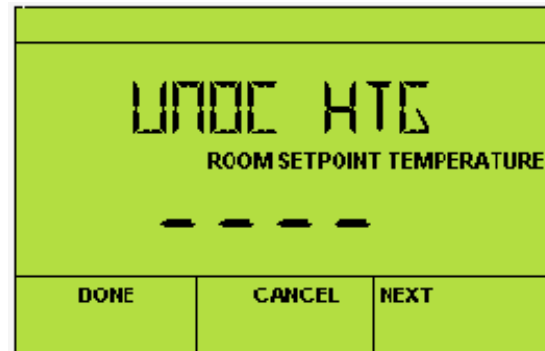 UNOC HTG
ROOM SETPOINT TEMPERATURE
- - - -
DONE CANCEL NEXT